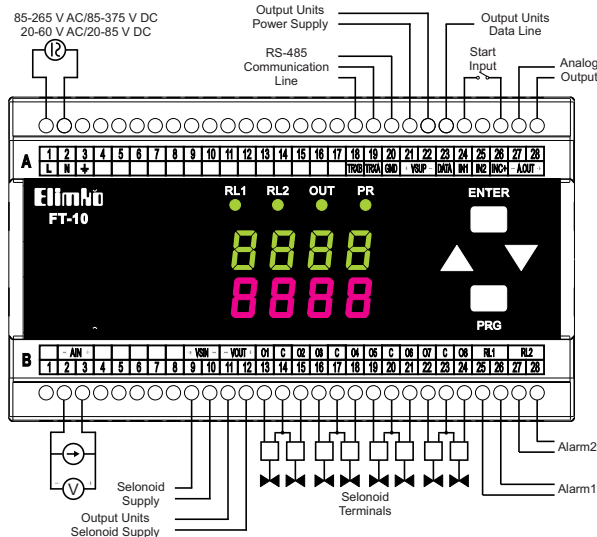 85-265 V AC/85-375 V DC
20-60 V AC/20-85 V DC
Output Units
Power Supply
RS-485
Communication
Line
Output Units
Data Line
Start
Input
Analog
Output
A
1 2 3 4 5 6 7 8 9 10 11 12 13 14 15 16 17 18 19 20 21 22 23 24 25 26 27 28
L N TRXB TRXA GND + VSUP - DATA IN1 IN2 INC+ - A.OUT +
Elimko
FT-10
RL1 RL2 OUT PR
ENTER
8888
8888
PRG
B
- AIN + + VSIN - - VOUT + O1 C O2 O3 C O4 O5 C O6 O7 C O8 RL1 RL2
1 2 3 4 5 6 7 8 9 10 11 12 13 14 15 16 17 18 19 20 21 22 23 24 25 26 27 28
- +
- V +
Selonoid
Supply
Output Units
Selonoid Supply
Selonoid
Terminals
Alarm2
Alarm1